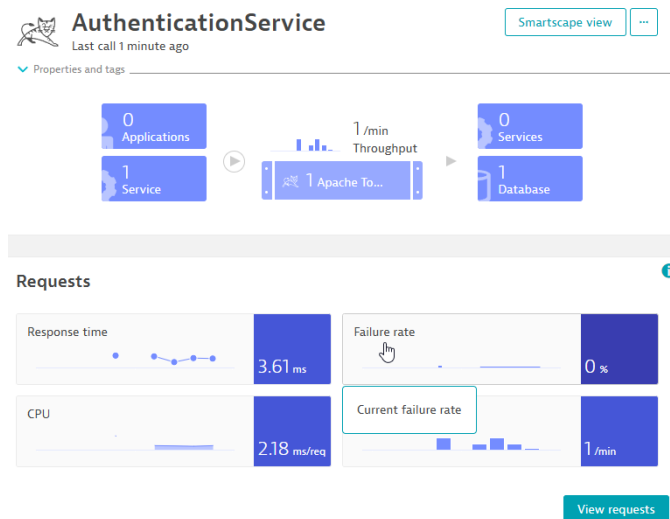 AuthenticationService
Last call 1 minute ago
Smartscape view
...
Properties and tags
0
Applications
1
Service
1 /min
Throughput
1 Apache To...
0
Services
1
Database
Requests
Response time
3.61 ms
Failure rate
0 %
CPU
2.18 ms/req
Current failure rate
1 /min
View requests